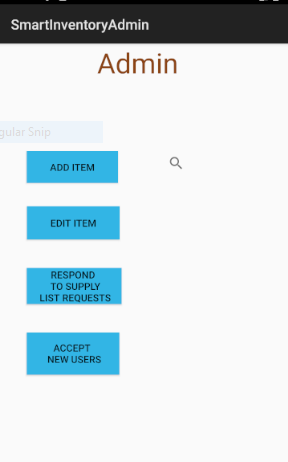 SmartInventoryAdmin
Admin
gular Snip
ADD ITEM
EDIT ITEM
RESPOND
TO SUPPLY
LIST REQUESTS
ACCEPT
NEW USERS